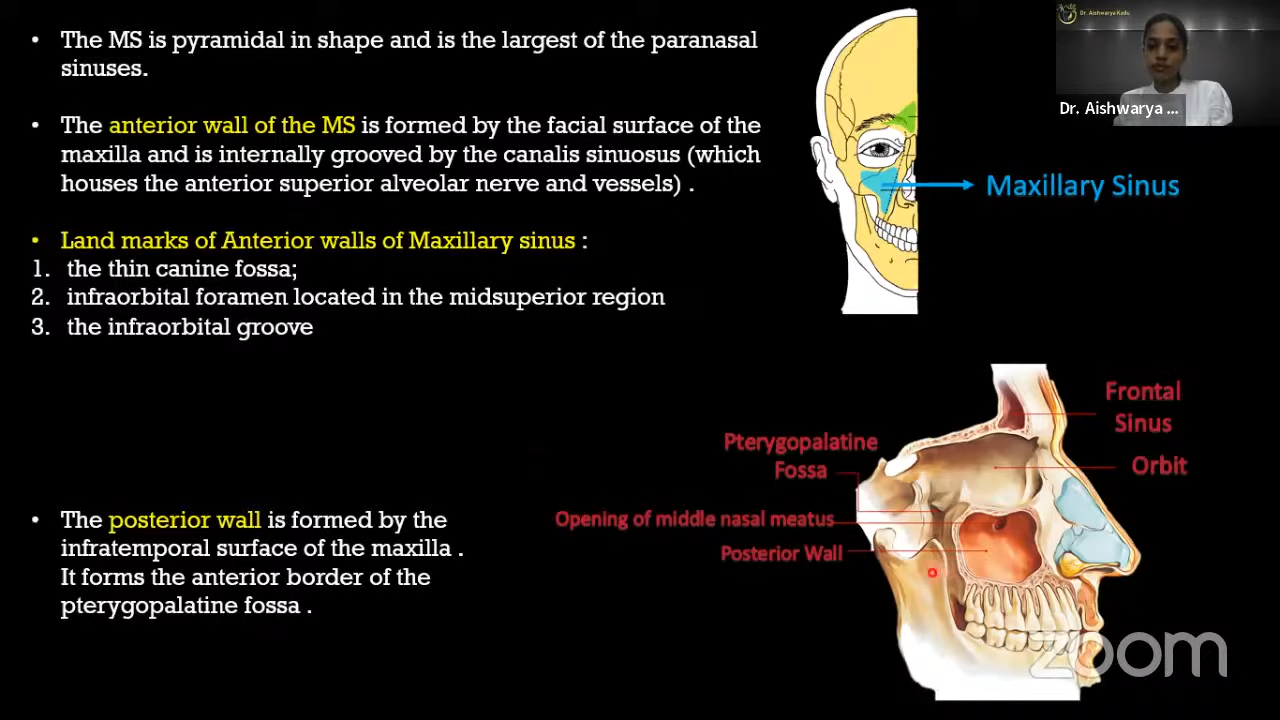 • The MS is pyramidal in shape and is the largest of the paranasal
sinuses.
• The anterior wall of the MS is formed by the facial surface of the
maxilla and is internally grooved by the canalis sinuosus (which
houses the anterior superior alveolar nerve and vessels) .
• Land marks of Anterior walls of Maxillary sinus :
1. the thin canine fossa;
2. infraorbital foramen located in the midsuperior region
3. the infraorbital groove
• The posterior wall is formed by the
infratemporal surface of the maxilla .
It forms the anterior border of the
pterygopalatine fossa .
Dr. Aishwarya Kadu
Dr. Aishwarya ...
Maxillary Sinus
Frontal
Sinus
Pterygopalatine
Fossa
Orbit
Opening of middle nasal meatus
Posterior Wall
zoom